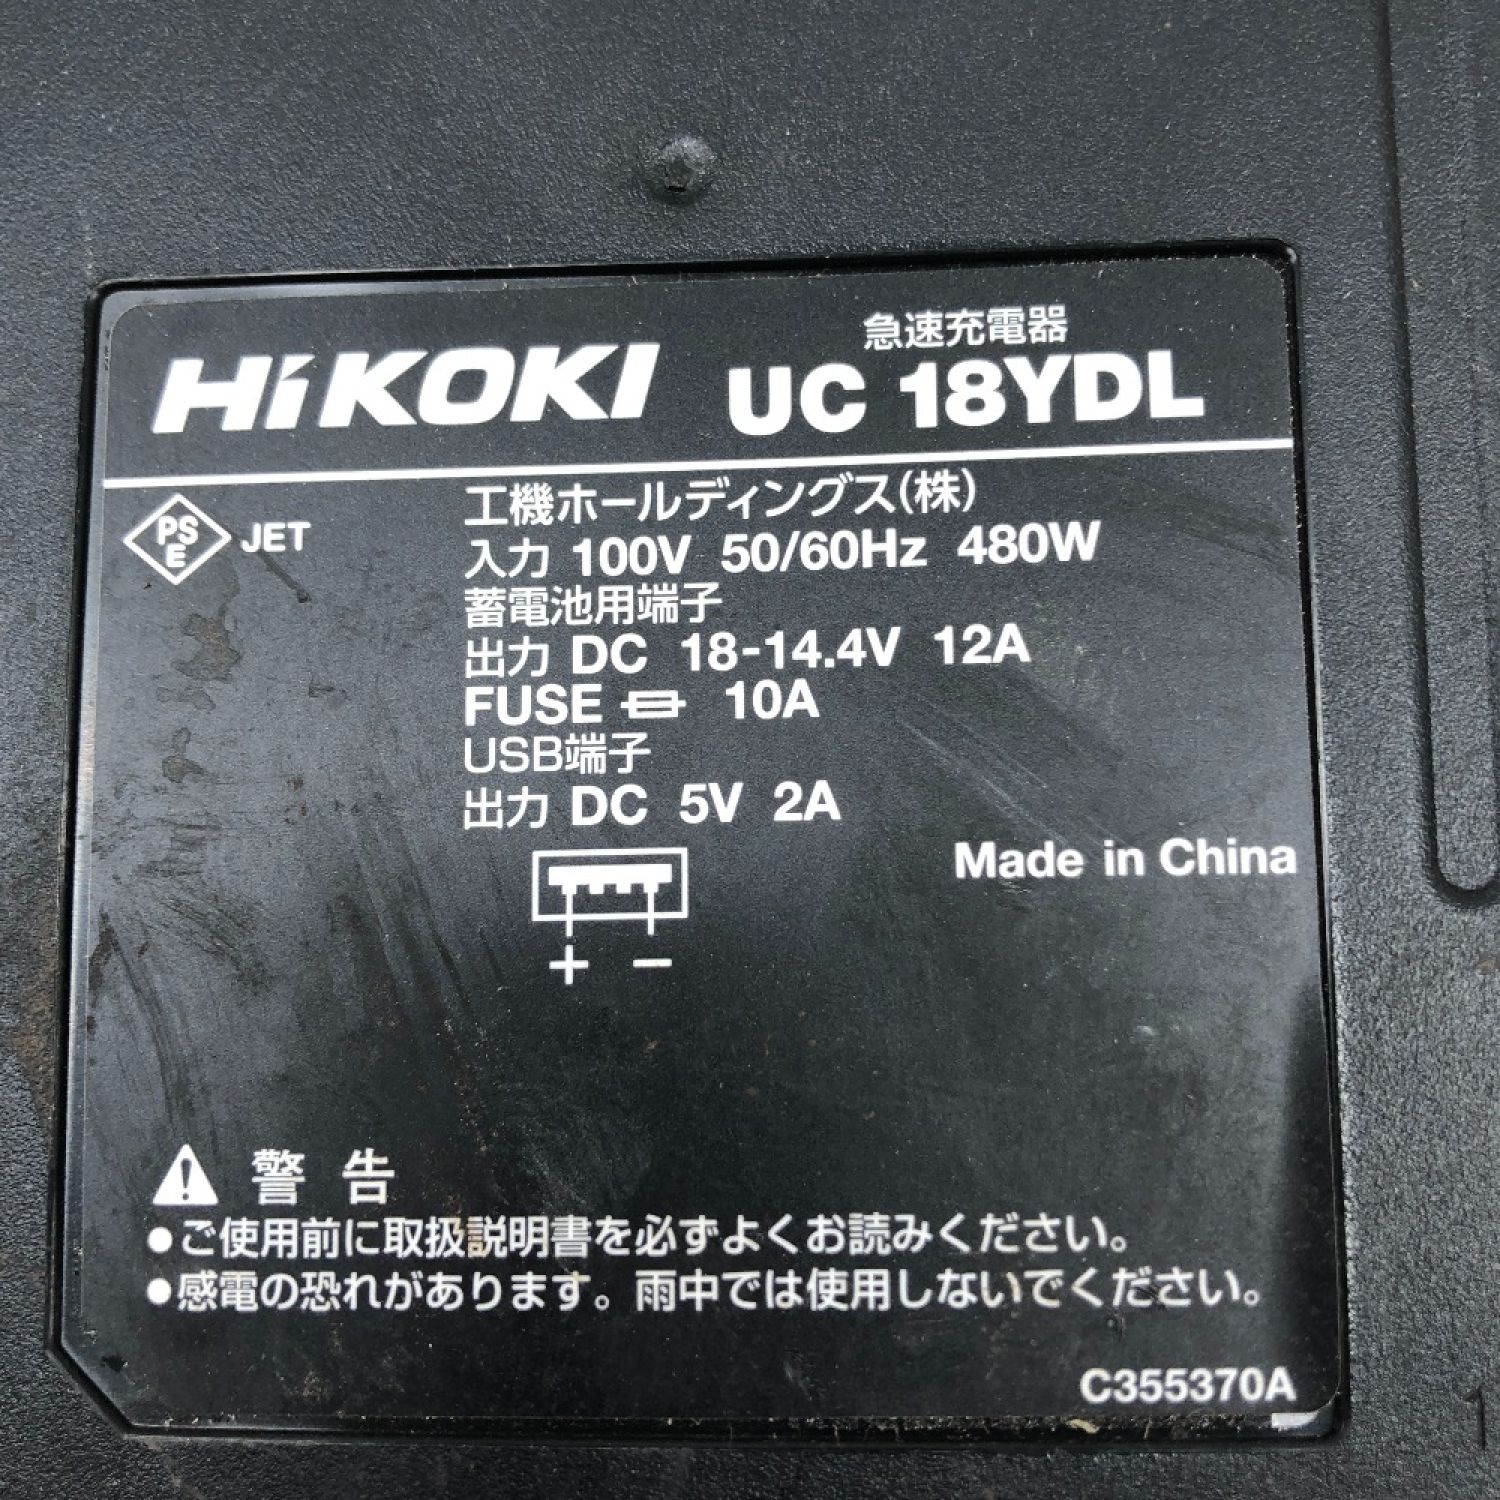 急速充電器
HiKOKI UC 18YDL
PS
E
JET
工機ホールディングス(株)
入力 100V 50/60Hz 480W
蓄電池用端子
出力 DC 18-14.4V 12A
FUSE 10A
USB端子
出力 DC 5V 2A
Made in China
+ −
警告
●ご使用前に取扱説明書を必ずよくお読みください。
●感電の恐れがあります。雨中では使用しないでください。
C355370A